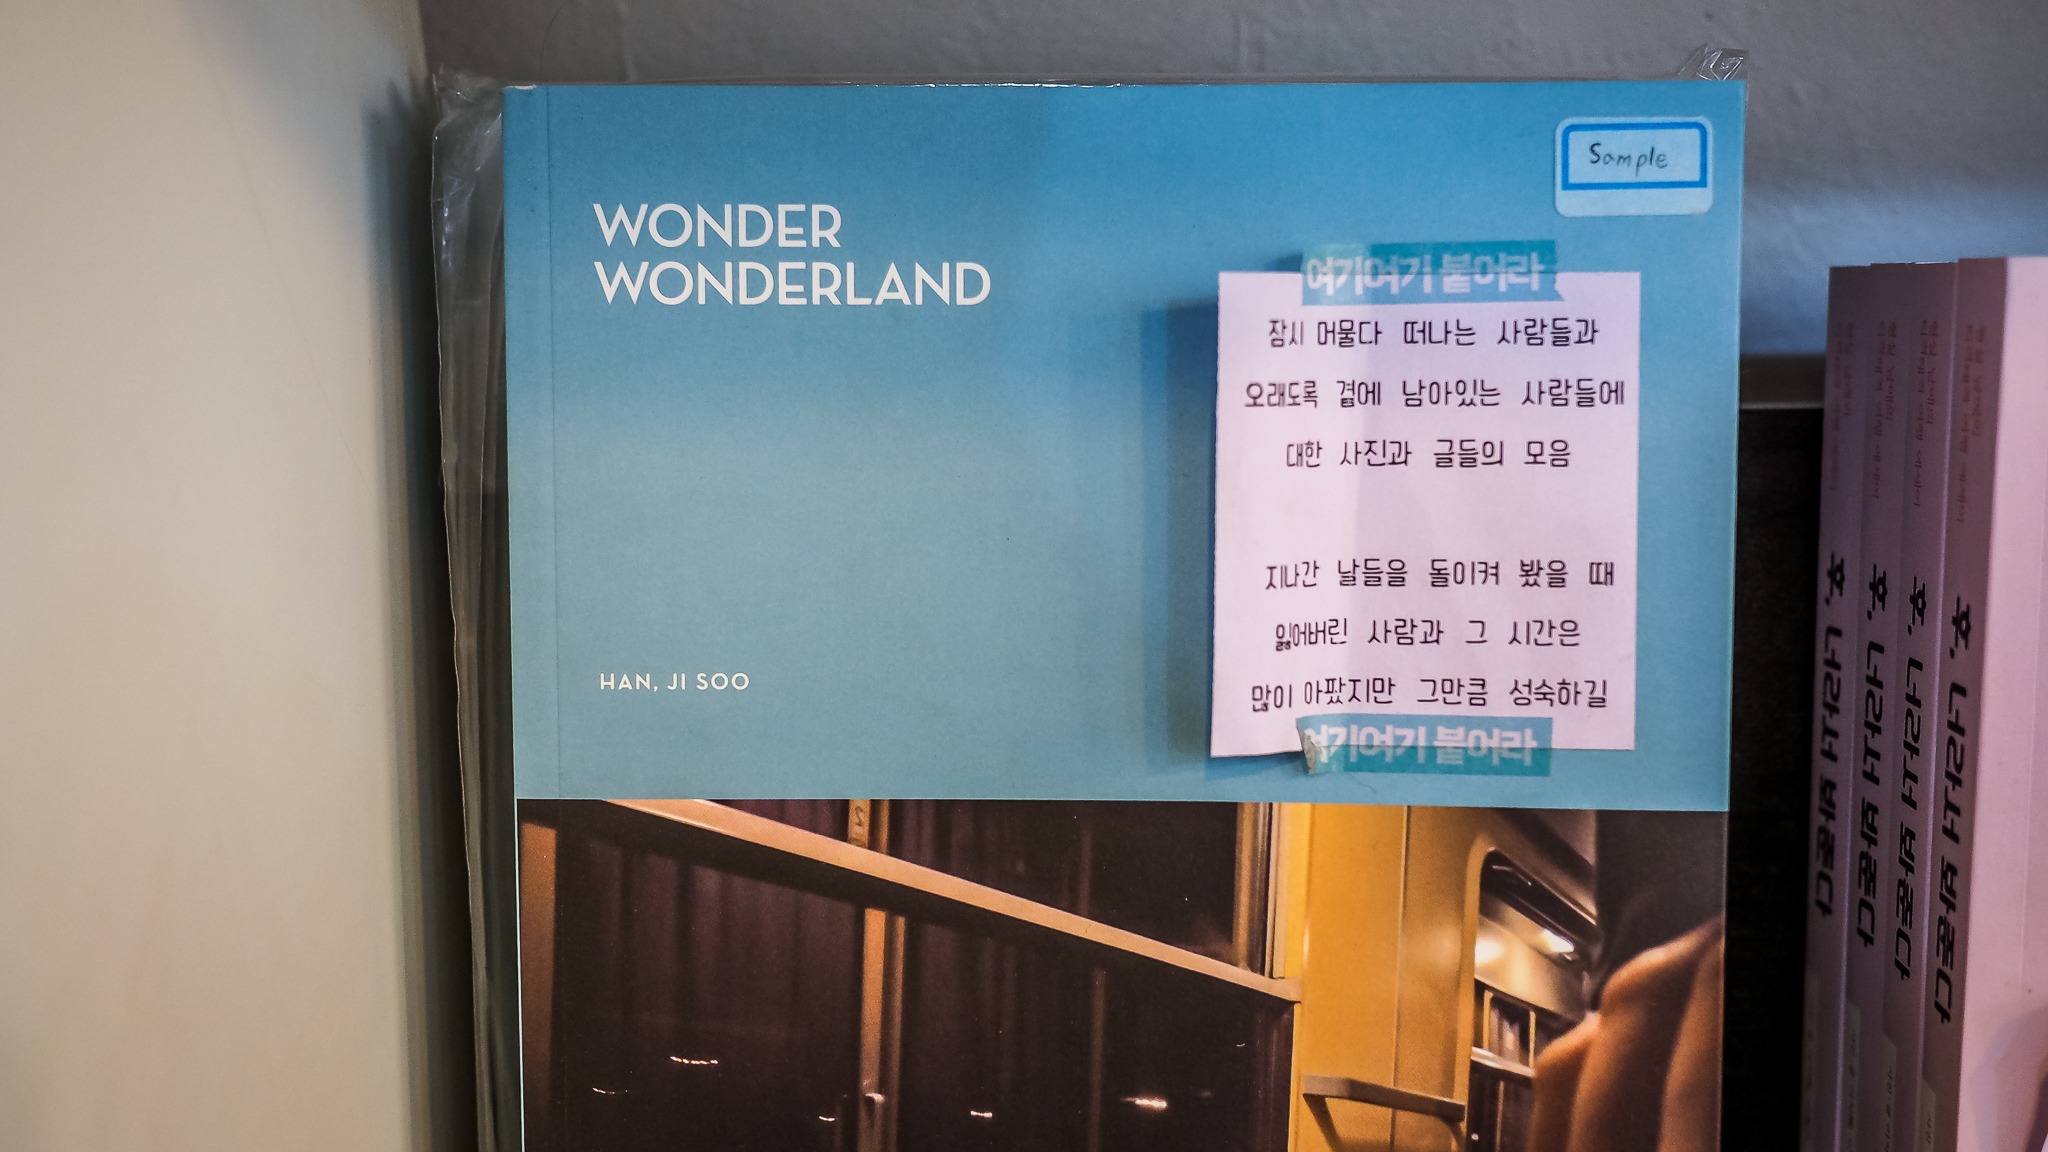 WONDER
WONDERLAND
HAN, JI SOO
Sample
여기여기 붙어라
잠시 머물다 떠나는 사람들과
오래도록 곁에 남아있는 사람들에
대한 사진과 글들의 모음
지나간 날들을 돌이켜 봤을 때
잃어버린 사람과 그 시간은
많이 아팠지만 그만큼 성숙하길
여기여기 붙어라